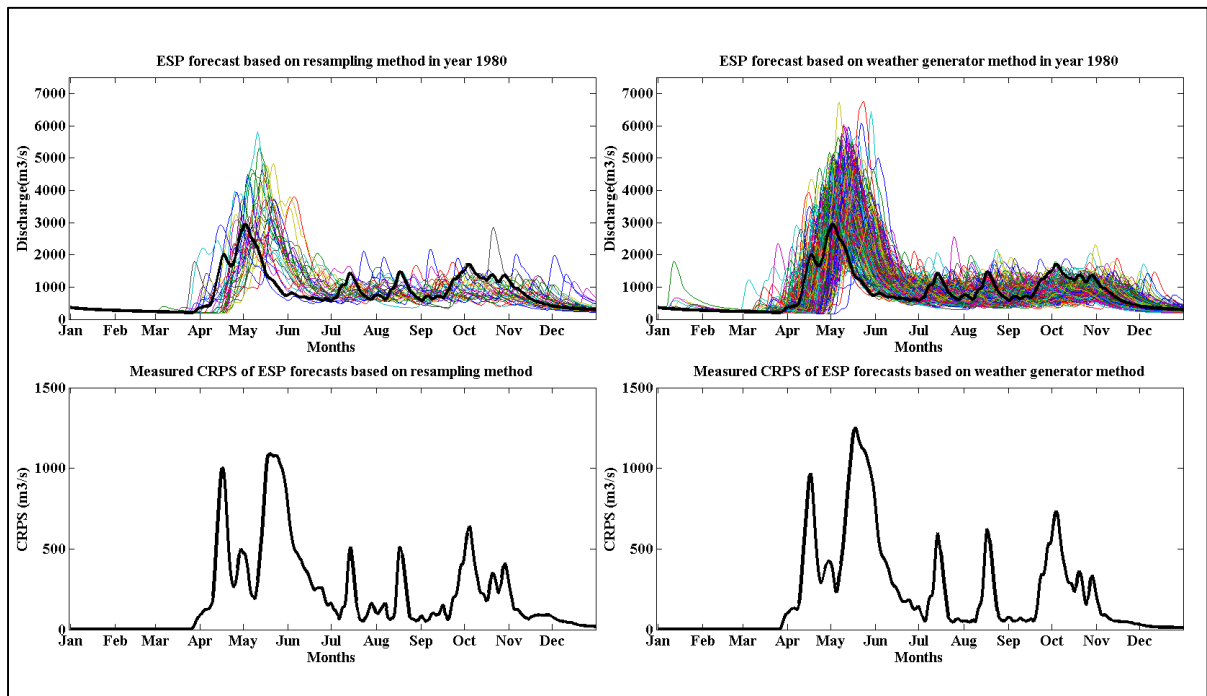 ESP forecast based on resampling method in year 1980
Discharge(m3/s)
7000
6000
5000
4000
3000
2000
1000
0
Jan Feb Mar Apr May Jun Jul Aug Sep Oct Nov Dec
Months
ESP forecast based on weather generator method in year 1980
Discharge(m3/s)
7000
6000
5000
4000
3000
2000
1000
0
Jan Feb Mar Apr May Jun Jul Aug Sep Oct Nov Dec
Months
Measured CRPS of ESP forecasts based on resampling method
CRPS (m3/s)
1500
1000
500
0
Jan Feb Mar Apr May Jun Jul Aug Sep Oct Nov Dec
Months
Measured CRPS of ESP forecasts based on weather generator method
CRPS (m3/s)
1500
1000
500
0
Jan Feb Mar Apr May Jun Jul Aug Sep Oct Nov Dec
Months